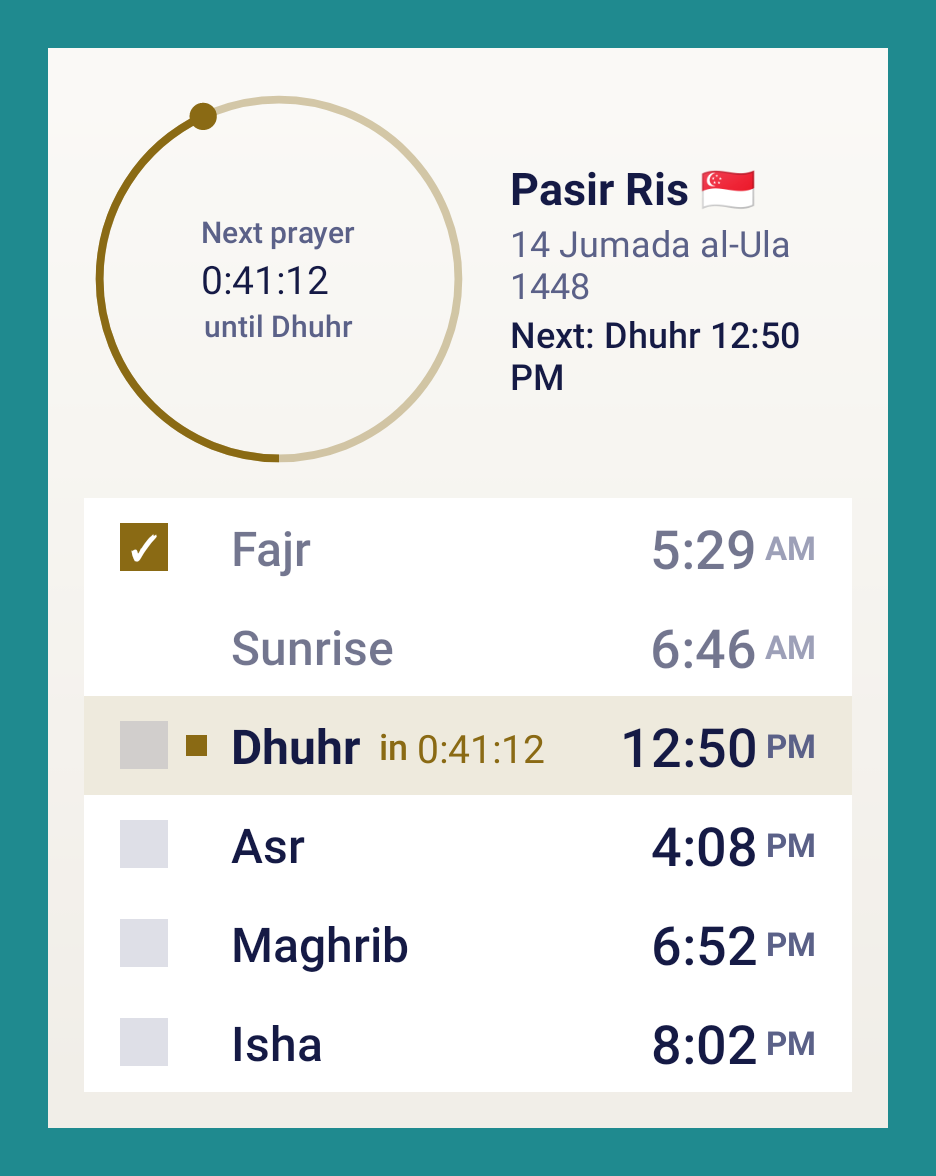 Next prayer
0:41:12
until Dhuhr
Pasir Ris 🇸🇬
14 Jumada al-Ula
1448
Next: Dhuhr 12:50
PM
✓ Fajr 5:29 AM
Sunrise 6:46 AM
Dhuhr in 0:41:12 12:50 PM
Asr 4:08 PM
Maghrib 6:52 PM
Isha 8:02 PM